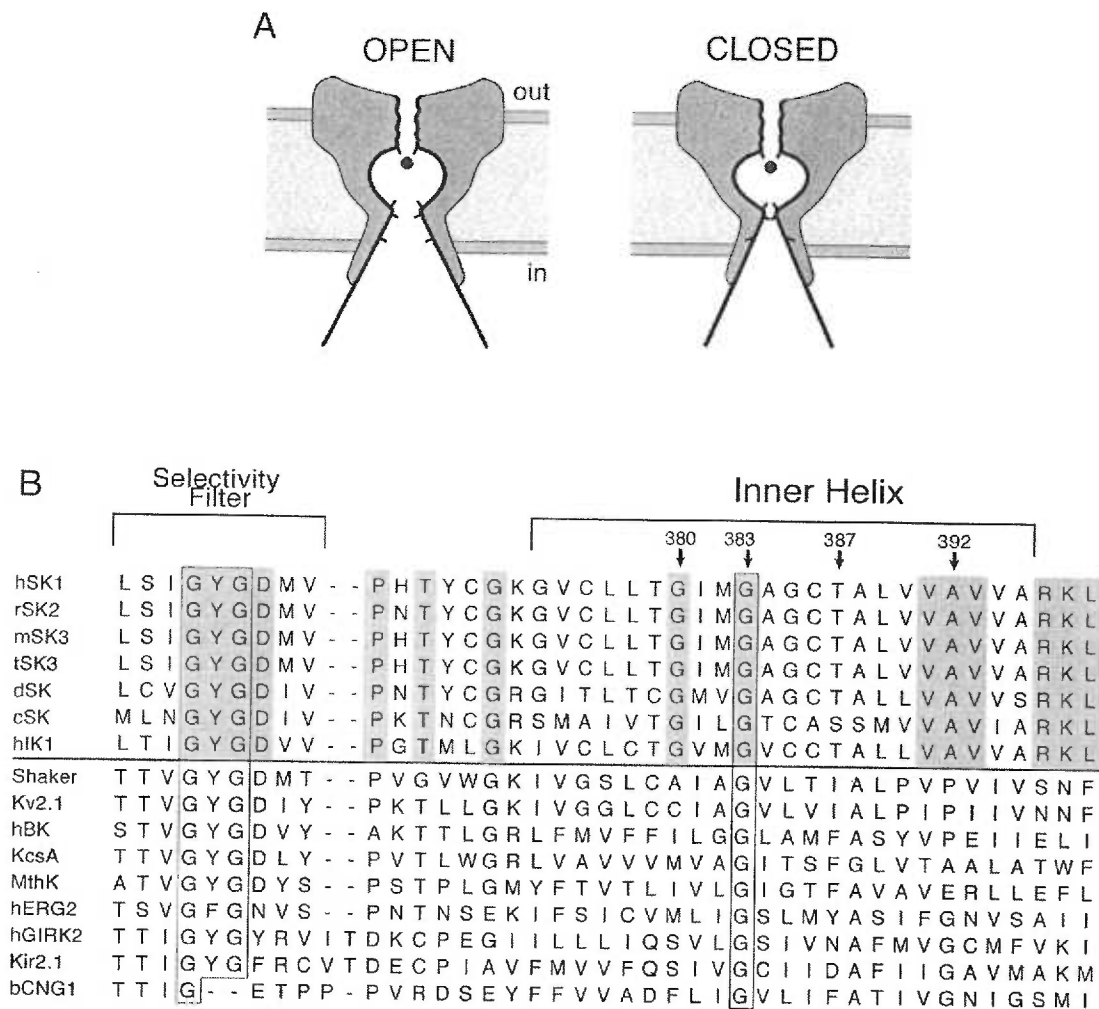 A
OPEN CLOSED
out
in
B
Selectivity
Filter
Inner Helix
380 383 387 392
hSK1 L S I G Y G D M V - - P H T Y C G K G V C L L T G I M G A G C T A L V V A V V A R K L
rSK2 L S I G Y G D M V - - P N T Y C G K G V C L L T G I M G A G C T A L V V A V V A R K L
mSK3 L S I G Y G D M V - - P H T Y C G K G V C L L T G I M G A G C T A L V V A V V A R K L
tSK3 L S I G Y G D M V - - P H T Y C G K G V C L L T G I M G A G C T A L V V A V V A R K L
dSK L C V G Y G D I V - - P N T Y C G R G I T L T C G M V G A G C T A L L V A V V S R K L
cSK M L N G Y G D I V - - P K T N C G R S M A I V T G I L G T C A S S M V V A V I A R K L
hIK1 L T I G Y G D V V - - P G T M L G K I V C L C T G V M G V C C T A L L V A V V A R K L
Shaker T T V G Y G D M T - - P V G V W G K I V G S L C A I A G V L T I A L P V P V I V S N F
Kv2.1 T T V G Y G D I Y - - P K T L L G K I V G G L C C I A G V L V I A L P I P I I V N N F
hBK S T V G Y G D V Y - - A K T T L G R L F M V F F I L G G L A M F A S Y V P E I I E L I
KcsA T T V G Y G D L Y - - P V T L W G R L V A V V V M V A G I T S F G L V T A A L A T W F
MthK A T V G Y G D Y S - - P S T P L G M Y F T V T L I V L G I G T F A V A V E R L L E F L
hERG2 T S V G F G N V S - - P N T N S E K I F S I C V M L I G S L M Y A S I F G N V S A I I
hGIRK2 T T I G Y G Y R V I T D K C P E G I I L L L I Q S V L G S I V N A F M V G C M F V K I
Kir2.1 T T I G Y G F R C V T D E C P I A V F M V V F Q S I V G C I I D A F I I G A V M A K M
bCNG1 T T I G - - E T P P - P V R D S E Y F F V V A D F L I G V L I F A T I V G N I G S M I